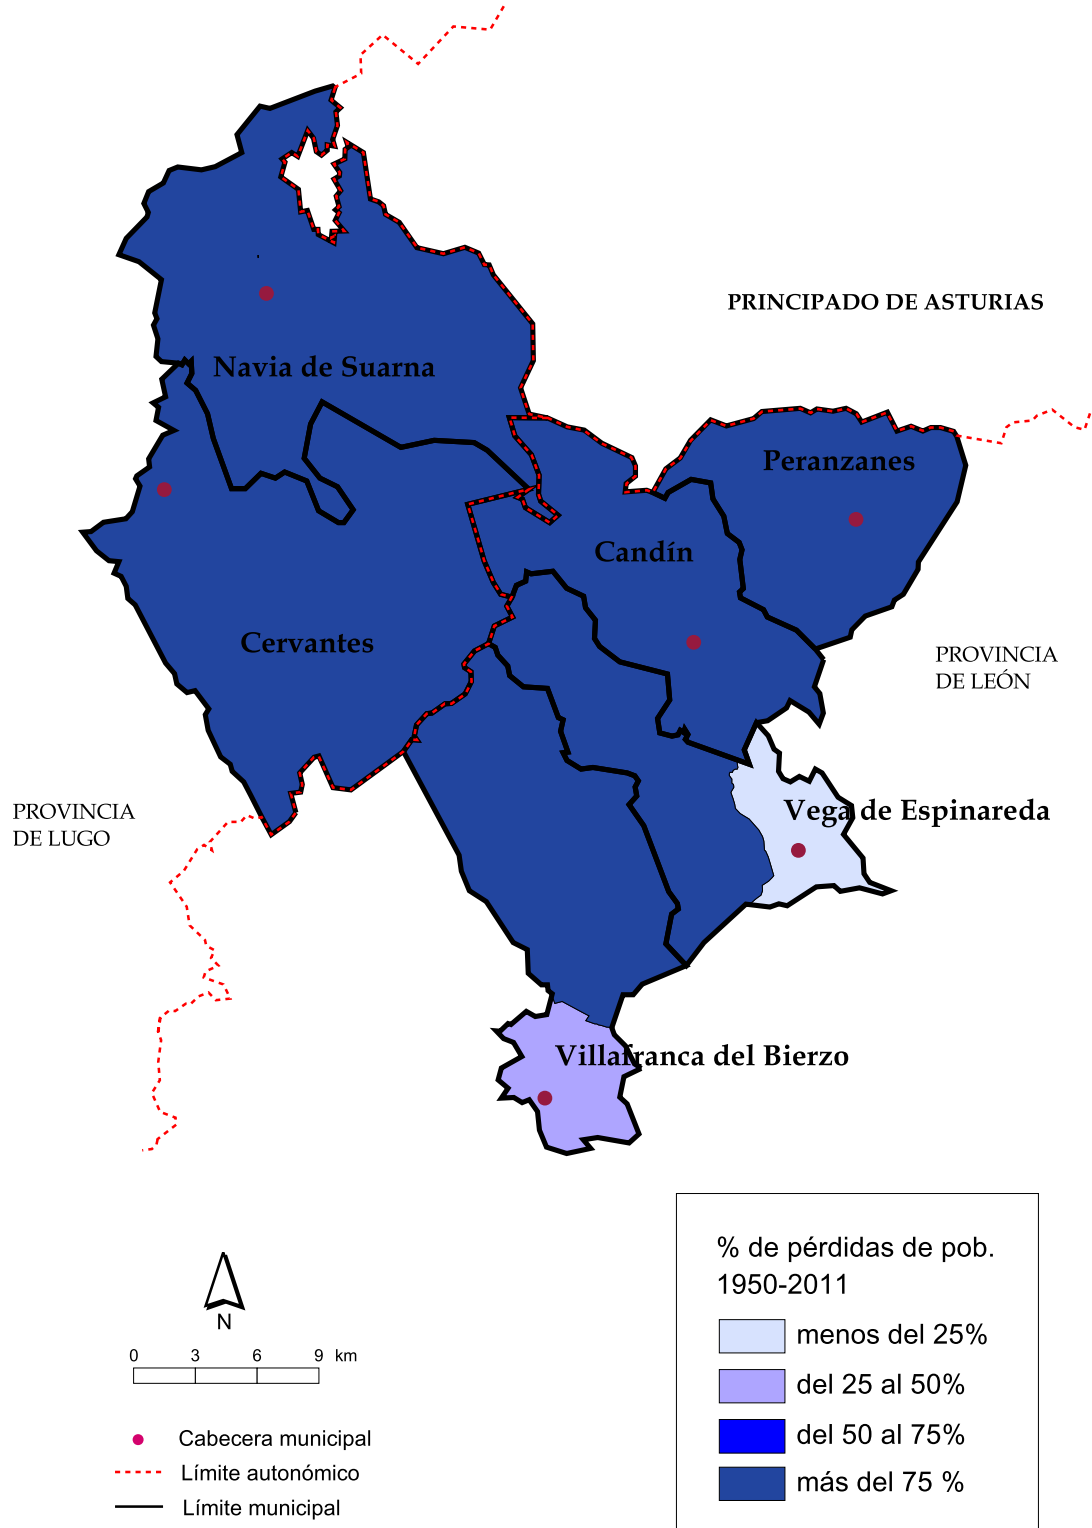 PRINCIPADO DE ASTURIAS
Navia de Suarna
Peranzanes
Candín
Cervantes
PROVINCIA
DE LEÓN
PROVINCIA
DE LUGO
Vega de Espinareda
Villafranca del Bierzo
% de pérdidas de pob.
1950-2011
menos del 25%
del 25 al 50%
del 50 al 75%
más del 75 %
N
0 3 6 9 km
Cabecera municipal
Límite autonómico
Límite municipal